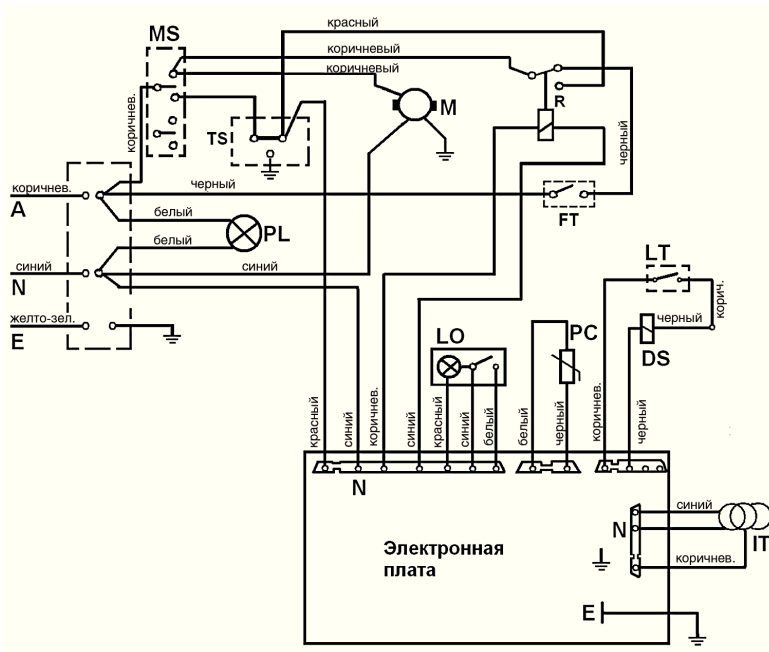 красный
MS
коричневый
коричневый
M
R
TS
коричнев.
черный
коричнев.
черный
A
белый
PL
FT
белый
синий
синий
N
LT
корич.
желто-зел.
E
черный
LO
PC
DS
красный
синий
коричнев.
синий
красный
синий
белый
белый
черный
коричнев.
черный
N
синий
N
IT
Электронная
плата
коричнев.
E